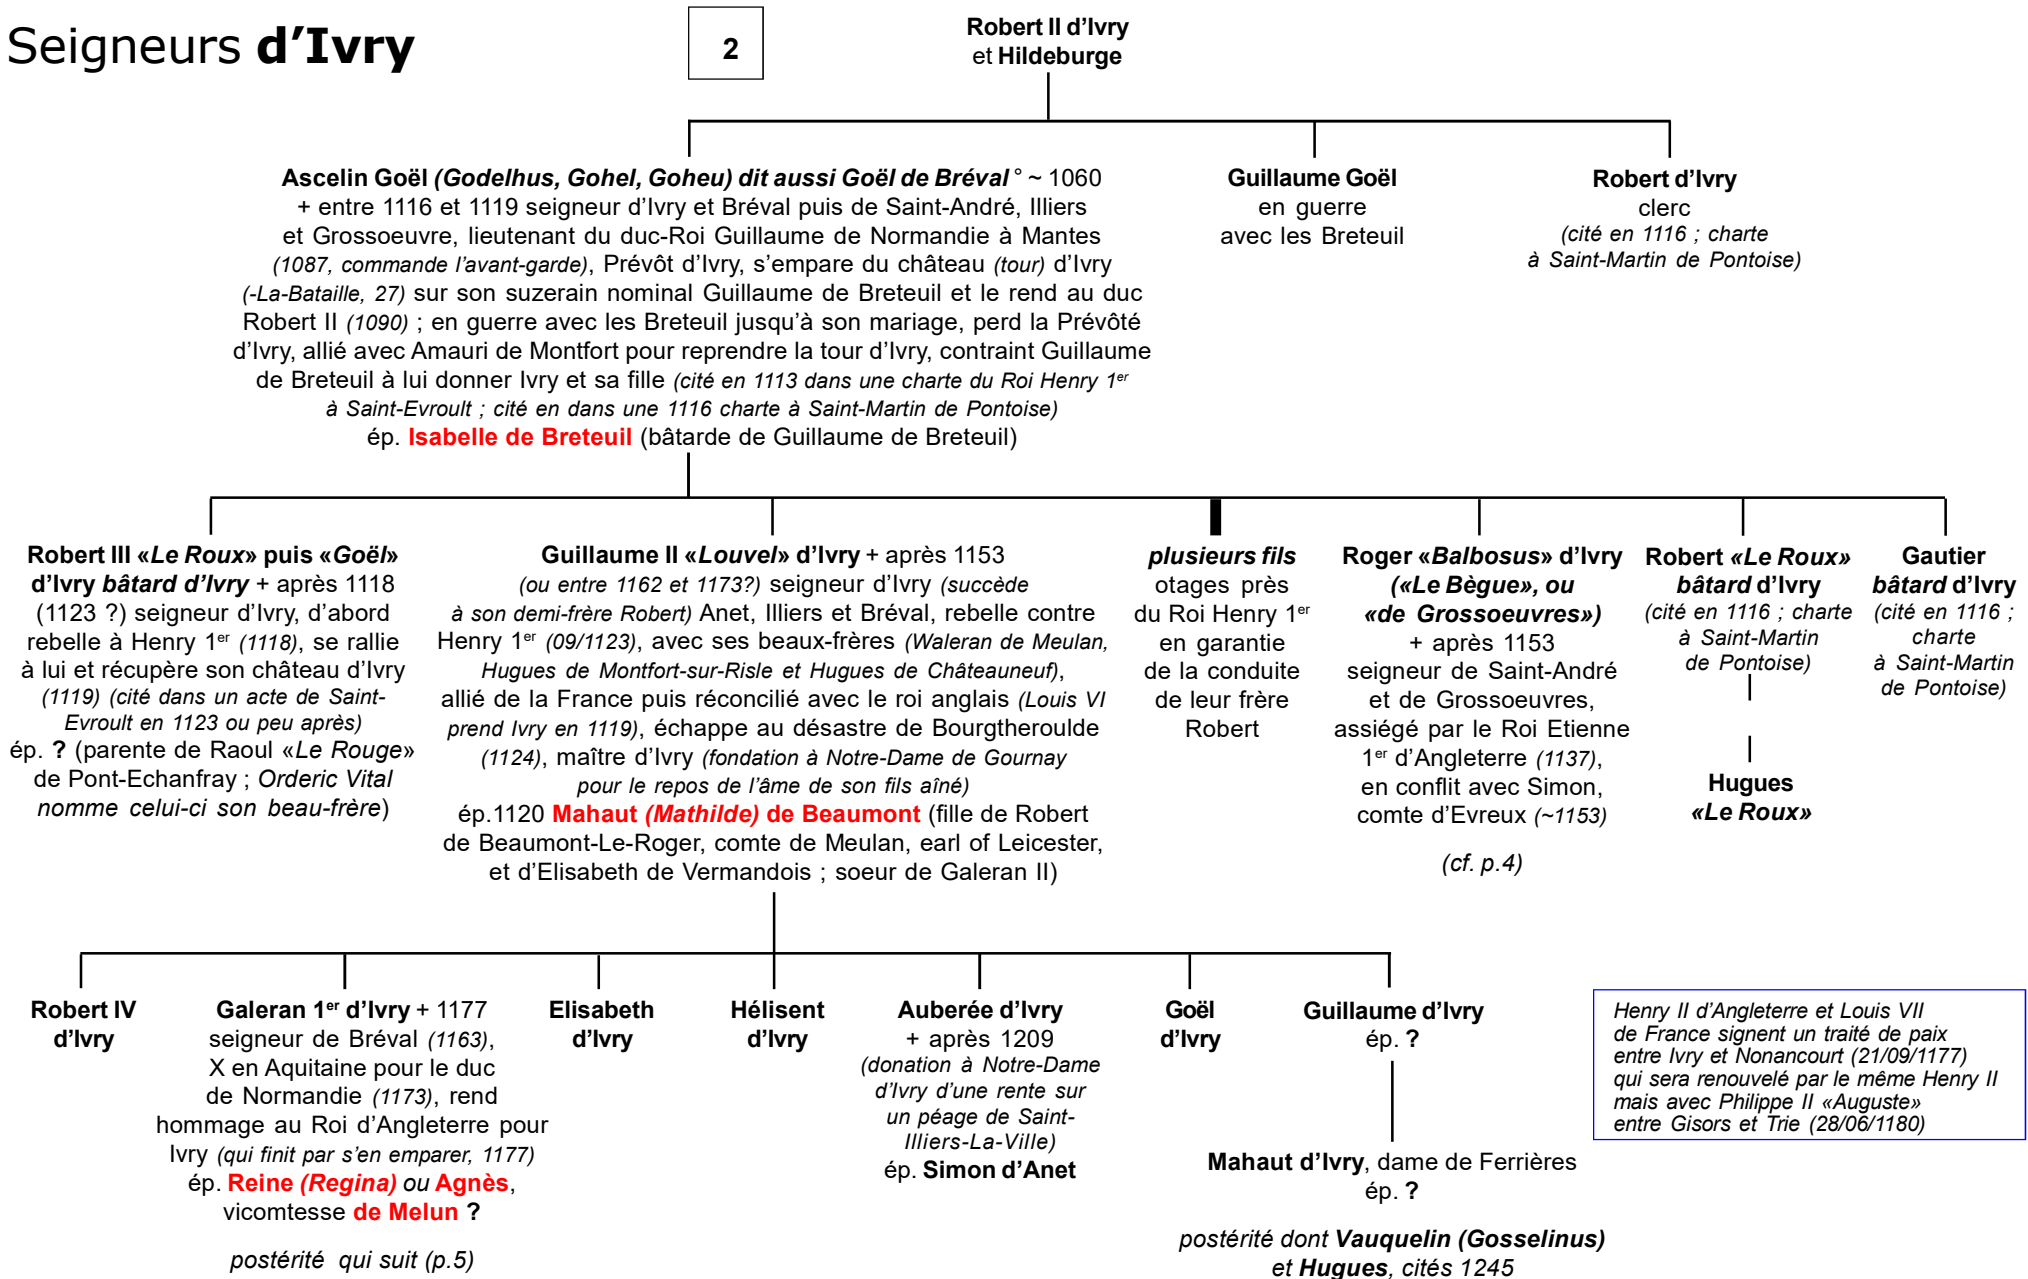 Seigneurs d'Ivry
2
Robert II d'Ivry
et Hildeburge
Ascelin Goël (Godelhus, Gohel, Goheu) dit aussi Goël de Bréval ° ~ 1060
+ entre 1116 et 1119 seigneur d'Ivry et Bréval puis de Saint-André, Illiers
et Grossoeuvre, lieutenant du duc-Roi Guillaume de Normandie à Mantes
(1087, commande l'avant-garde), Prévôt d'Ivry, s'empare du château (tour) d'Ivry
(-La-Bataille, 27) sur son suzerain nominal Guillaume de Breteuil et le rend au duc
Robert II (1090) ; en guerre avec les Breteuil jusqu'à son mariage, perd la Prévôté
d'Ivry, allié avec Amauri de Montfort pour reprendre la tour d'Ivry, contraint Guillaume
de Breteuil à lui donner Ivry et sa fille (cité en 1113 dans une charte du Roi Henry 1er
à Saint-Evroult ; cité en dans une 1116 charte à Saint-Martin de Pontoise)
ép. Isabelle de Breteuil (bâtarde de Guillaume de Breteuil)
Guillaume Goël
en guerre
avec les Breteuil
Robert d'Ivry
clerc
(cité en 1116 ; charte
à Saint-Martin de Pontoise)
Robert III «Le Roux» puis «Goël»
d'Ivry bâtard d'Ivry + après 1118
(1123 ?) seigneur d'Ivry, d'abord
rebelle à Henry 1er (1118), se rallie
à lui et récupère son château d'Ivry
(1119) (cité dans un acte de Saint-
Evroult en 1123 ou peu après)
ép. ? (parente de Raoul «Le Rouge»
de Pont-Echanfray ; Orderic Vital
nomme celui-ci son beau-frère)
Guillaume II «Louvel» d'Ivry + après 1153
(ou entre 1162 et 1173?) seigneur d'Ivry (succède
à son demi-frère Robert) Anet, Illiers et Bréval, rebelle contre
Henry 1er (09/1123), avec ses beaux-frères (Waleran de Meulan,
Hugues de Montfort-sur-Risle et Hugues de Châteauneuf),
allié de la France puis réconcilié avec le roi anglais (Louis VI
prend Ivry en 1119), échappe au désastre de Bourgtheroulde
(1124), maître d'Ivry (fondation à Notre-Dame de Gournay
pour le repos de l'âme de son fils aîné)
ép.1120 Mahaut (Mathilde) de Beaumont (fille de Robert
de Beaumont-Le-Roger, comte de Meulan, earl of Leicester,
et d'Elisabeth de Vermandois ; soeur de Galeran II)
plusieurs fils
otages près
du Roi Henry 1er
en garantie
de la conduite
de leur frère
Robert
Roger «Balbosus» d'Ivry
(«Le Bègue», ou
«de Grossoeuvres»)
+ après 1153
seigneur de Saint-André
et de Grossoeuvres,
assiégé par le Roi Etienne
1er d'Angleterre (1137),
en conflit avec Simon,
comte d'Evreux (~1153)
(cf. p.4)
Robert «Le Roux»
bâtard d'Ivry
(cité en 1116 ; charte
à Saint-Martin
de Pontoise)
Hugues
«Le Roux»
Gautier
bâtard d'Ivry
(cité en 1116 ;
charte
à Saint-Martin
de Pontoise)
Robert IV
d'Ivry
Galeran 1er d'Ivry + 1177
seigneur de Bréval (1163),
X en Aquitaine pour le duc
de Normandie (1173), rend
hommage au Roi d'Angleterre pour
Ivry (qui finit par s'en emparer, 1177)
ép. Reine (Regina) ou Agnès,
vicomtesse de Melun ?
postérité qui suit (p.5)
Elisabeth
d'Ivry
Hélisent
d'Ivry
Auberée d'Ivry
+ après 1209
(donation à Notre-Dame
d'Ivry d'une rente sur
un péage de Saint-
Illiers-La-Ville)
ép. Simon d'Anet
Goël
d'Ivry
Guillaume d'Ivry
ép. ?
Mahaut d'Ivry, dame de Ferrières
ép. ?
postérité dont Vauquelin (Gosselinus)
et Hugues, cités 1245
Henry II d'Angleterre et Louis VII
de France signent un traité de paix
entre Ivry et Nonancourt (21/09/1177)
qui sera renouvelé par le même Henry II
mais avec Philippe II «Auguste»
entre Gisors et Trie (28/06/1180)